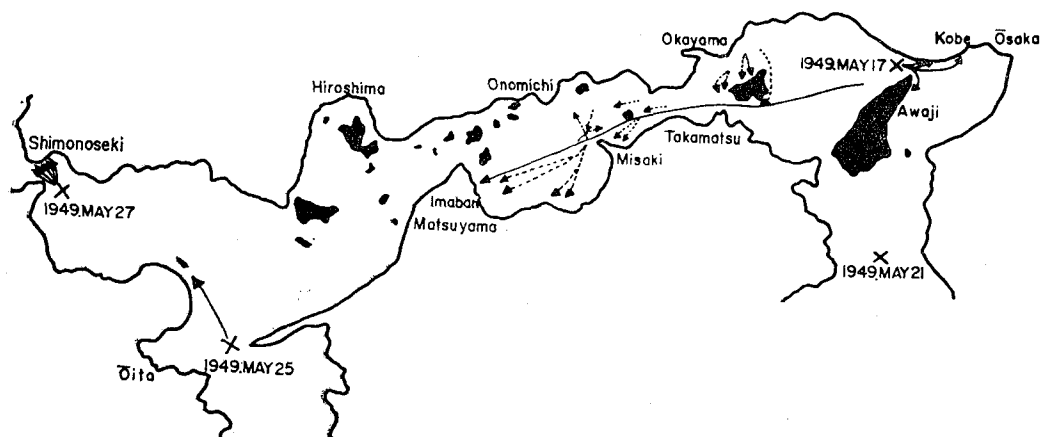 Kobe
Ōsaka
Okayama
1949.MAY17
Hiroshima
Onomichi
Awaji
Shimonoseki
Takamatsu
Misaki
1949.MAY27
Imabari
Matsuyama
1949.MAY21
1949.MAY25
Ōita